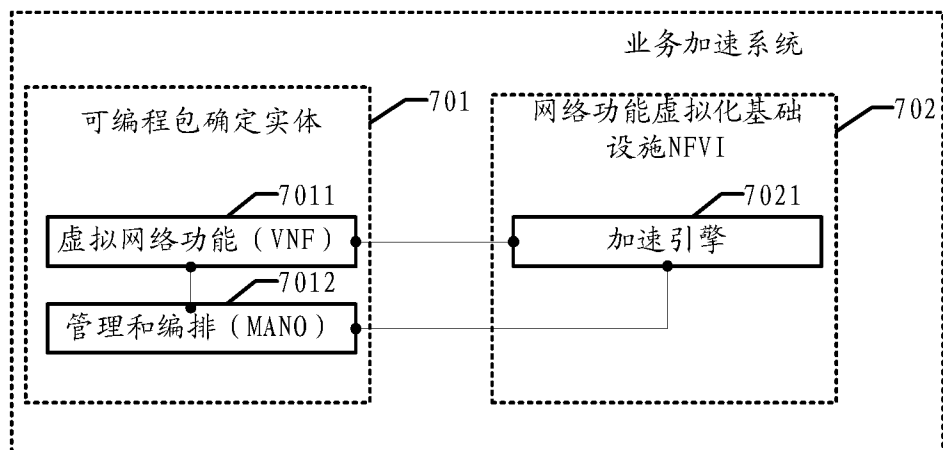 业务加速系统
可编程包确定实体
701
网络功能虚拟化基础
设施NFVI
702
7011
虚拟网络功能（VNF）
7021
加速引擎
7012
管理和编排（MANO）